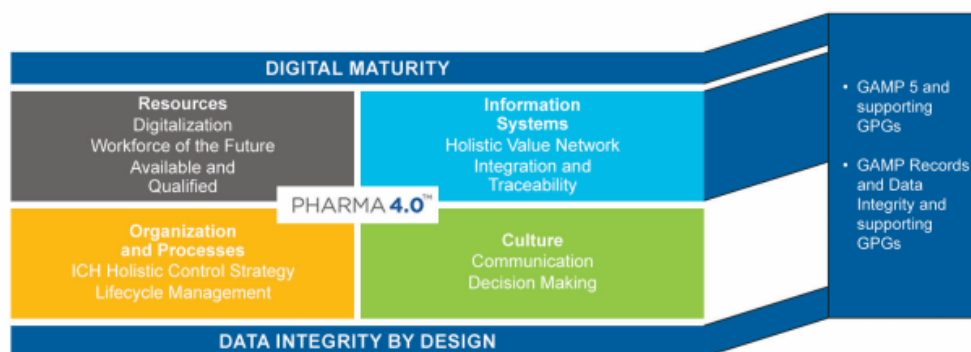 DIGITAL MATURITY
Resources
Digitalization
Workforce of the Future
Available and
Qualified
Information
Systems
Holistic Value Network
Integration and
Traceability
PHARMA 4.0™
Organization
and Processes
ICH Holistic Control Strategy
Lifecycle Management
Culture
Communication
Decision Making
DATA INTEGRITY BY DESIGN
• GAMP 5 and
supporting
GPGs
• GAMP Records
and Data
Integrity and
supporting
GPGs